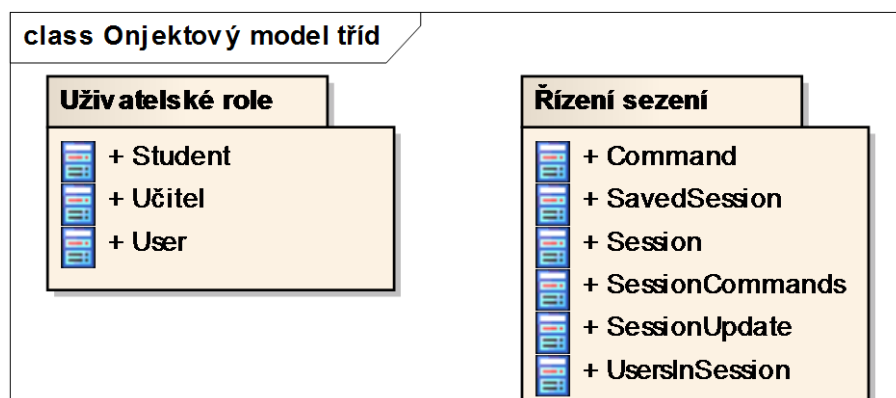 class Onjektový model tříd
Uživatelské role
+ Student
+ Učitel
+ User
Řízení sezení
+ Command
+ SavedSession
+ Session
+ SessionCommands
+ SessionUpdate
+ UsersInSession